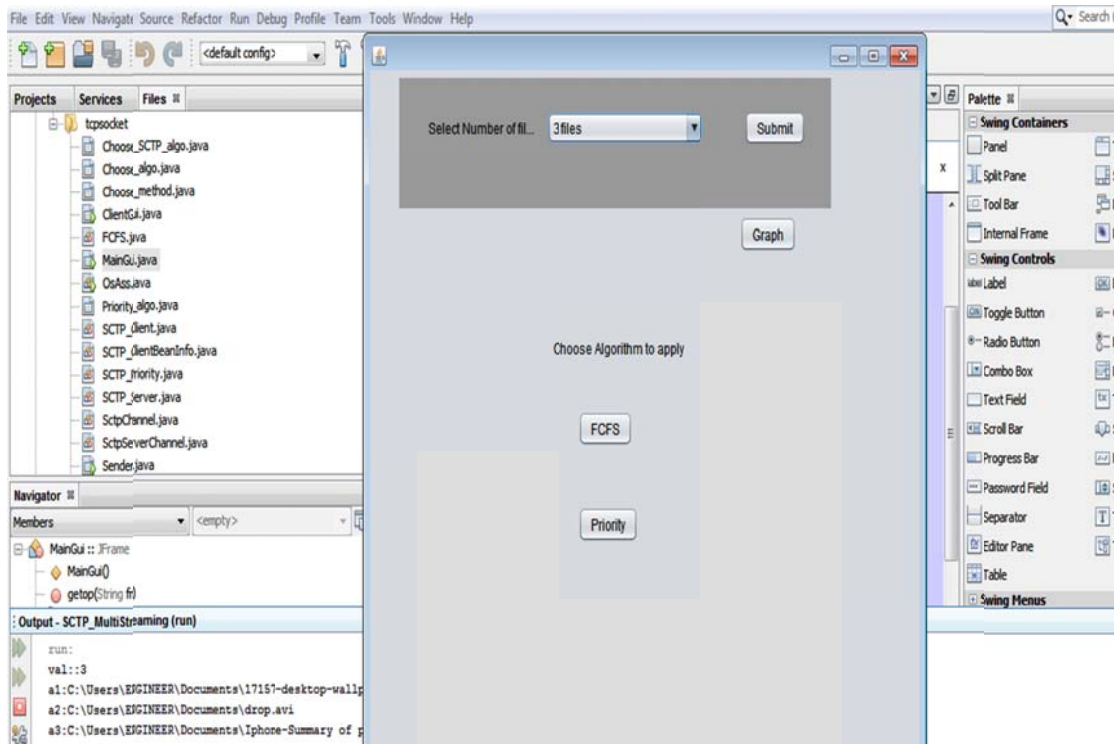 File Edit View Navigate Source Refactor Run Debug Profile Team Tools Window Help
Search
<default config>
Projects Services Files
tcpsocket
Choose_SCTP_algo.java
Choose_algo.java
Choose_method.java
ClientGui.java
FCFS.java
MainGui.java
OsAss.java
Priority_algo.java
SCTP_Client.java
SCTP_ClientBeanInfo.java
SCTP_Priority.java
SCTP_Server.java
SctpChannel.java
SctpSeverChannel.java
Sender.java
Navigator
Members <empty>
MainGui :: JFrame
MainGui()
getop(String fr)
Output - SCTP_MultiStreaming (run)
run:
val::3
a1:C:\Users\ENGINEER\Documents\17157-desktop-wallp
a2:C:\Users\ENGINEER\Documents\drop.avi
a3:C:\Users\ENGINEER\Documents\Iphone-Summary of p
Select Number of fil... 3files Submit
Graph
Choose Algorithm to apply
FCFS
Priority
Palette
Swing Containers
Panel
Split Pane
Tool Bar
Internal Frame
Swing Controls
label Label
Toggle Button
Radio Button
Combo Box
Text Field
Scroll Bar
Progress Bar
Password Field
Separator
Editor Pane
Table
Swing Menus